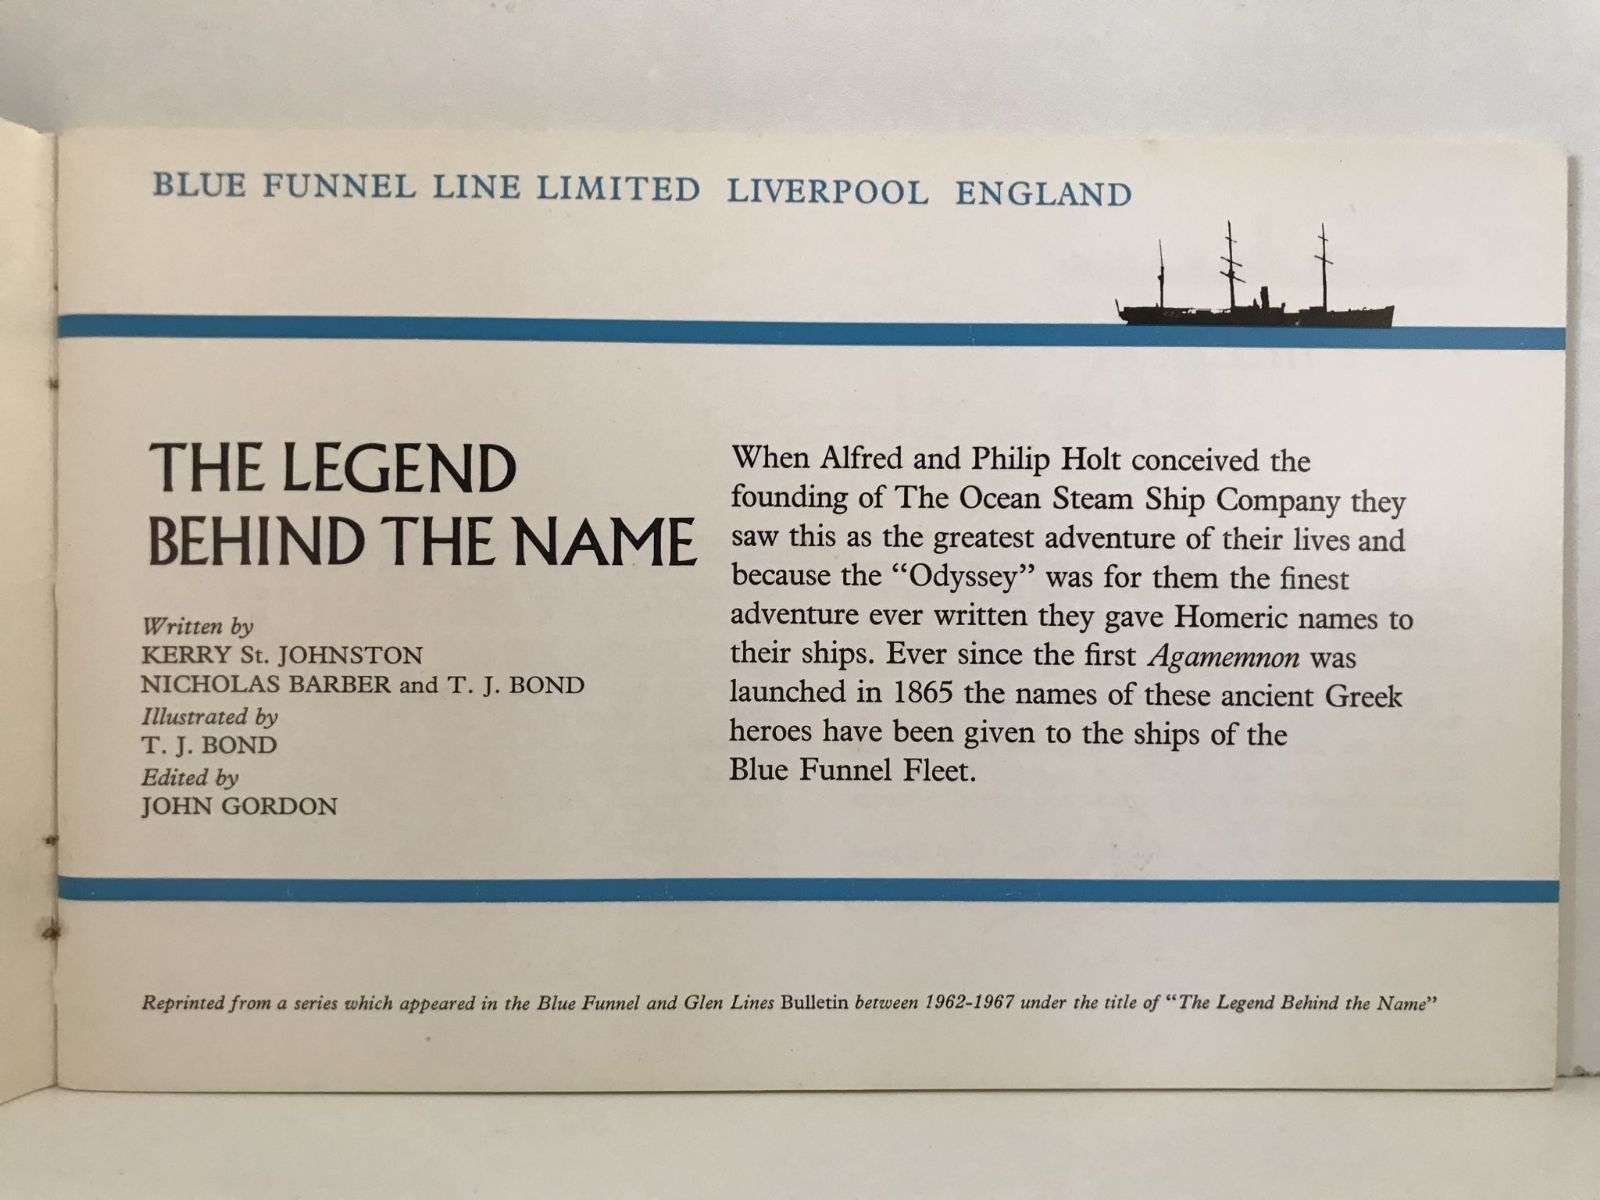 BLUE FUNNEL LINE LIMITED LIVERPOOL ENGLAND
THE LEGEND
BEHIND THE NAME
Written by
KERRY St. JOHNSTON
NICHOLAS BARBER and T. J. BOND
Illustrated by
T. J. BOND
Edited by
JOHN GORDON
When Alfred and Philip Holt conceived the
founding of The Ocean Steam Ship Company they
saw this as the greatest adventure of their lives and
because the “Odyssey” was for them the finest
adventure ever written they gave Homeric names to
their ships. Ever since the first Agamemnon was
launched in 1865 the names of these ancient Greek
heroes have been given to the ships of the
Blue Funnel Fleet.
Reprinted from a series which appeared in the Blue Funnel and Glen Lines Bulletin between 1962-1967 under the title of “The Legend Behind the Name”